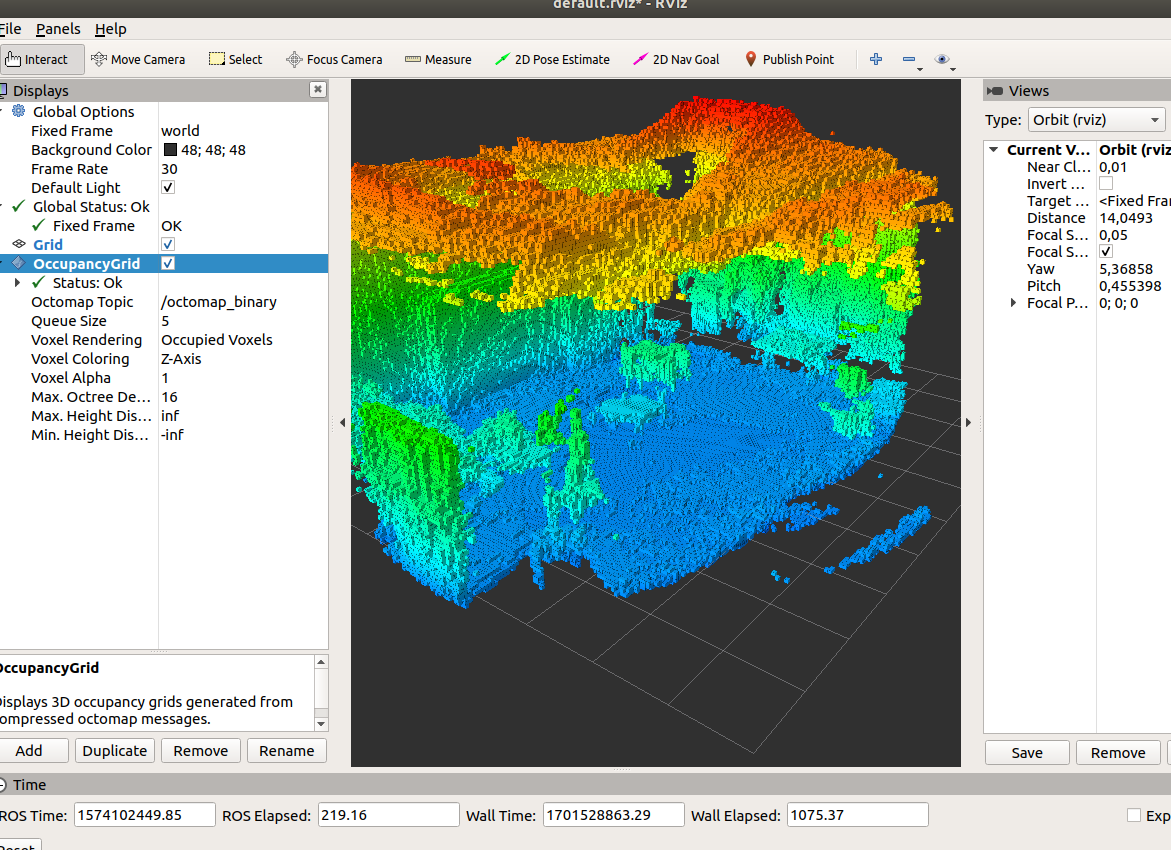 default.rviz* - RViz
File Panels Help
Interact Move Camera Select Focus Camera Measure 2D Pose Estimate 2D Nav Goal Publish Point
Displays
Global Options
Fixed Frame world
Background Color 48; 48; 48
Frame Rate 30
Default Light
Global Status: Ok
Fixed Frame OK
Grid
OccupancyGrid
Status: Ok
Octomap Topic /octomap_binary
Queue Size 5
Voxel Rendering Occupied Voxels
Voxel Coloring Z-Axis
Voxel Alpha 1
Max. Octree De... 16
Max. Height Dis... inf
Min. Height Dis... -inf
OccupancyGrid
Displays 3D occupancy grids generated from
compressed octomap messages.
Add Duplicate Remove Rename
Views
Type: Orbit (rviz)
Current V... Orbit (rviz
Near Cl... 0,01
Invert ...
Target ... <Fixed Fra
Distance 14,0493
Focal S... 0,05
Focal S...
Yaw 5,36858
Pitch 0,455398
Focal P... 0; 0; 0
Save Remove
Time
ROS Time: 1574102449.85 ROS Elapsed: 219.16 Wall Time: 1701528863.29 Wall Elapsed: 1075.37 Exp
Reset